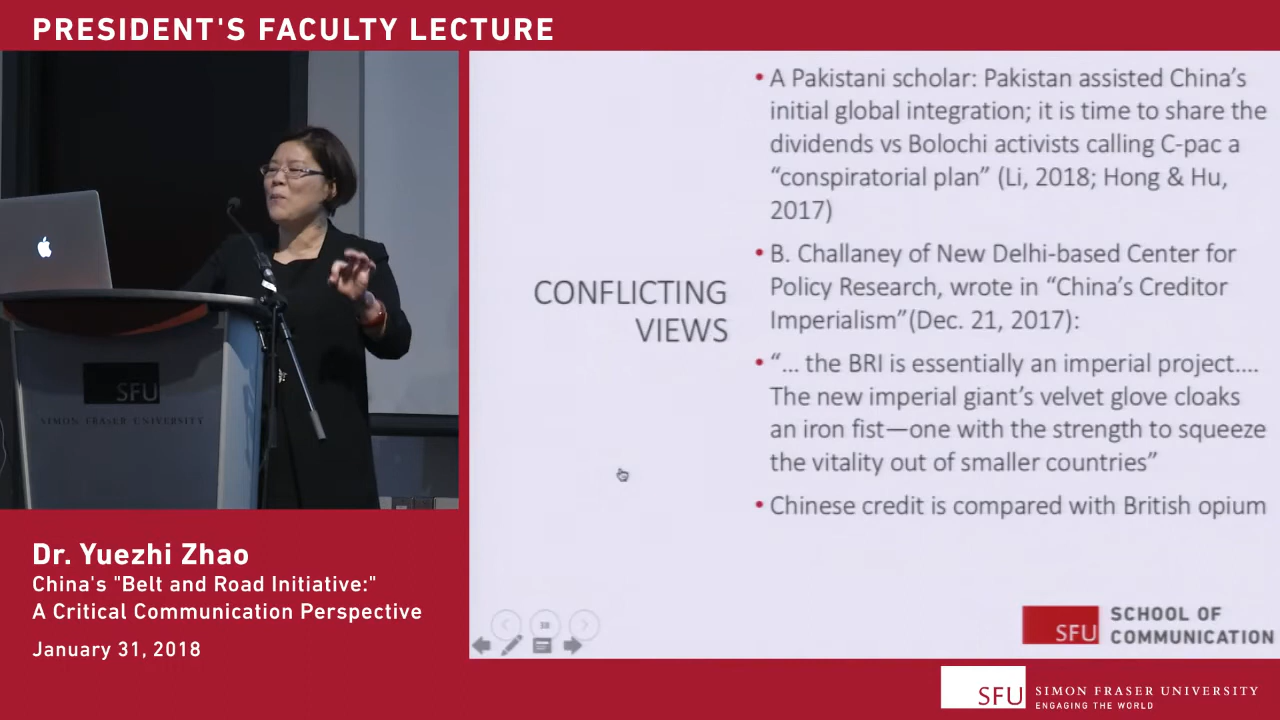 PRESIDENT'S FACULTY LECTURE
• A Pakistani scholar: Pakistan assisted China's
initial global integration; it is time to share the
dividends vs Bolochi activists calling C-pac a
“conspiratorial plan” (Li, 2018; Hong & Hu,
2017)
• B. Challaney of New Delhi-based Center for
Policy Research, wrote in “China's Creditor
Imperialism”(Dec. 21, 2017):
CONFLICTING
VIEWS
• “... the BRI is essentially an imperial project....
The new imperial giant's velvet glove cloaks
an iron fist—one with the strength to squeeze
the vitality out of smaller countries”
• Chinese credit is compared with British opium
SFU
SIMON FRASER UNIVERSITY
Dr. Yuezhi Zhao
China's "Belt and Road Initiative:"
A Critical Communication Perspective
January 31, 2018
SFU
SCHOOL OF
COMMUNICATION
SFU
SIMON FRASER UNIVERSITY
ENGAGING THE WORLD